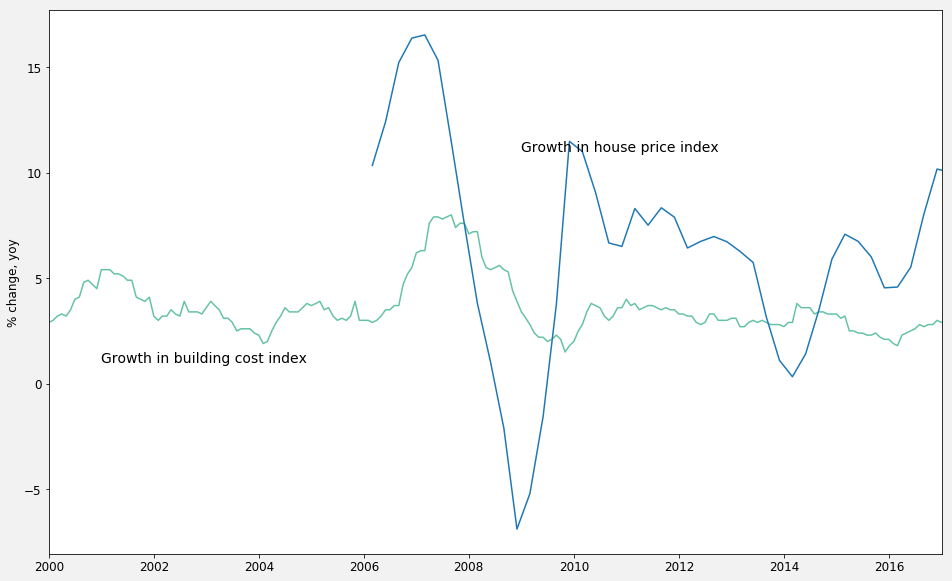 % change, yoy
15
10
5
0
−5
Growth in house price index
Growth in building cost index
2000 2002 2004 2006 2008 2010 2012 2014 2016